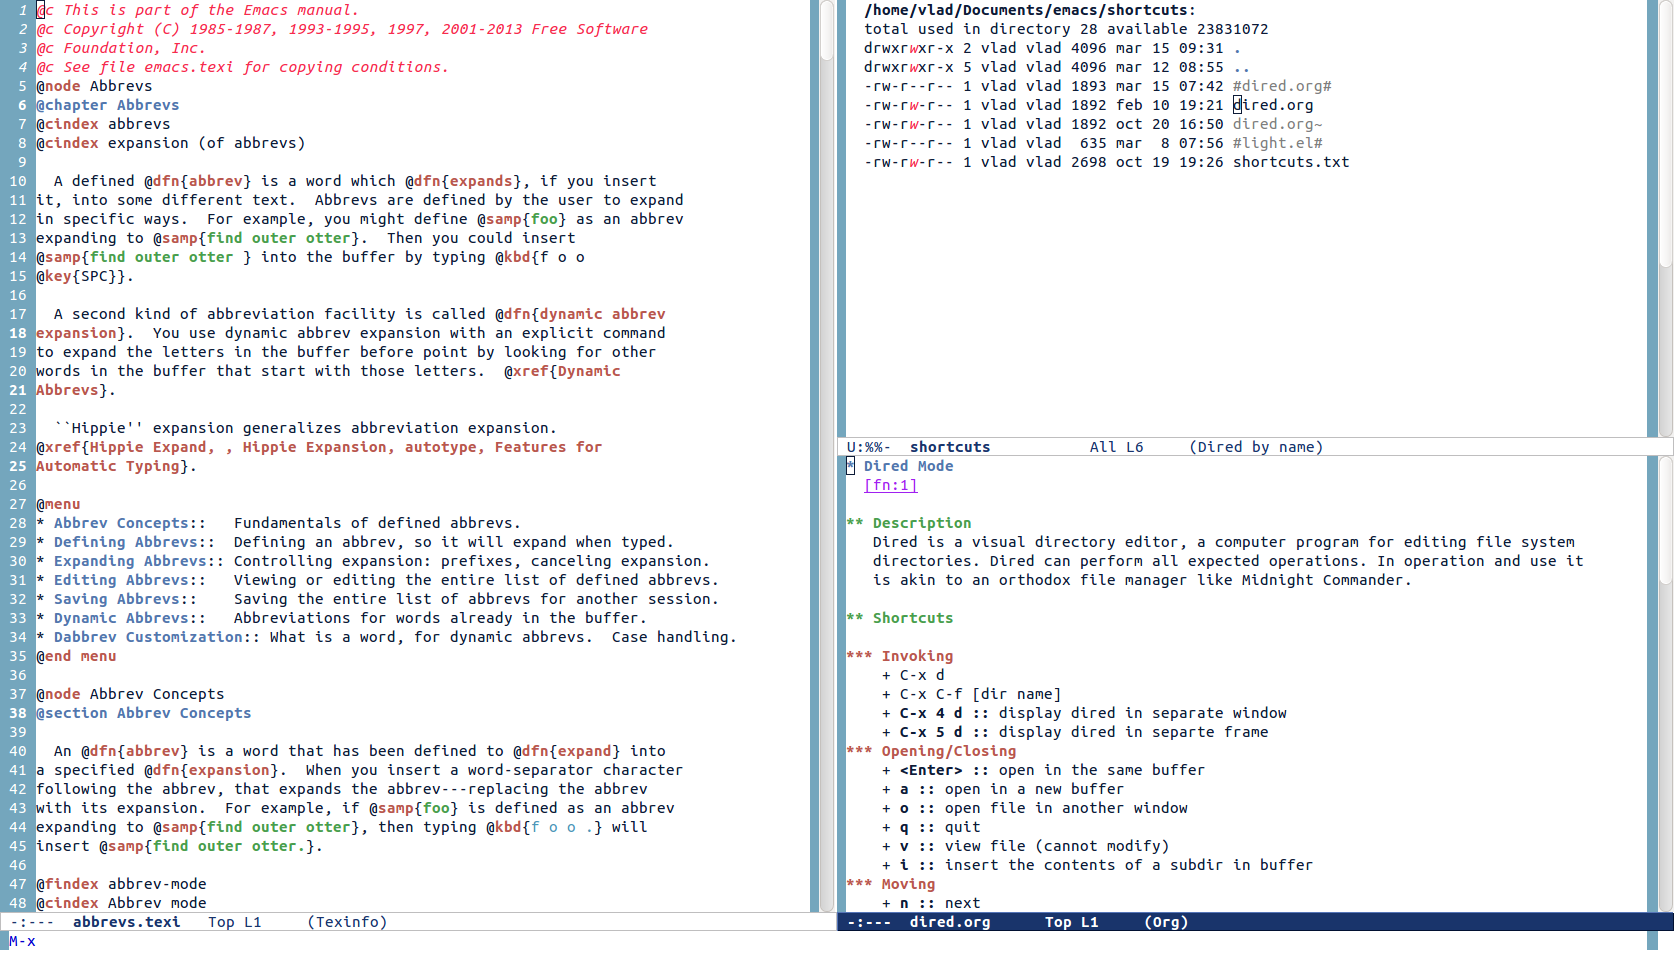 1 @c This is part of the Emacs manual.
2 @c Copyright (C) 1985-1987, 1993-1995, 1997, 2001-2013 Free Software
3 @c Foundation, Inc.
4 @c See file emacs.texi for copying conditions.
5 @node Abbrevs
6 @chapter Abbrevs
7 @cindex abbrevs
8 @cindex expansion (of abbrevs)
9
10   A defined @dfn{abbrev} is a word which @dfn{expands}, if you insert
11 it, into some different text.  Abbrevs are defined by the user to expand
12 in specific ways.  For example, you might define @samp{foo} as an abbrev
13 expanding to @samp{find outer otter}.  Then you could insert
14 @samp{find outer otter } into the buffer by typing @kbd{f o o
15 @key{SPC}}.
16
17   A second kind of abbreviation facility is called @dfn{dynamic abbrev
18 expansion}.  You use dynamic abbrev expansion with an explicit command
19 to expand the letters in the buffer before point by looking for other
20 words in the buffer that start with those letters.  @xref{Dynamic
21 Abbrevs}.
22
23   ``Hippie'' expansion generalizes abbreviation expansion.
24 @xref{Hippie Expand, , Hippie Expansion, autotype, Features for
25 Automatic Typing}.
26
27 @menu
28 * Abbrev Concepts::   Fundamentals of defined abbrevs.
29 * Defining Abbrevs::  Defining an abbrev, so it will expand when typed.
30 * Expanding Abbrevs:: Controlling expansion: prefixes, canceling expansion.
31 * Editing Abbrevs::   Viewing or editing the entire list of defined abbrevs.
32 * Saving Abbrevs::    Saving the entire list of abbrevs for another session.
33 * Dynamic Abbrevs::   Abbreviations for words already in the buffer.
34 * Dabbrev Customization:: What is a word, for dynamic abbrevs.  Case handling.
35 @end menu
36
37 @node Abbrev Concepts
38 @section Abbrev Concepts
39
40   An @dfn{abbrev} is a word that has been defined to @dfn{expand} into
41 a specified @dfn{expansion}.  When you insert a word-separator character
42 following the abbrev, that expands the abbrev---replacing the abbrev
43 with its expansion.  For example, if @samp{foo} is defined as an abbrev
44 expanding to @samp{find outer otter}, then typing @kbd{f o o .} will
45 insert @samp{find outer otter.}.
46
47 @findex abbrev-mode
48 @cindex Abbrev mode
-:---  abbrevs.texi   Top L1     (Texinfo)
M-x
/home/vlad/Documents/emacs/shortcuts:
total used in directory 28 available 23831072
drwxrwxr-x 2 vlad vlad 4096 mar 15 09:31 .
drwxrwxr-x 5 vlad vlad 4096 mar 12 08:55 ..
-rw-r--r-- 1 vlad vlad 1893 mar 15 07:42 #dired.org#
-rw-rw-r-- 1 vlad vlad 1892 feb 10 19:21 dired.org
-rw-rw-r-- 1 vlad vlad 1892 oct 20 16:50 dired.org~
-rw-r--r-- 1 vlad vlad  635 mar  8 07:56 #light.el#
-rw-rw-r-- 1 vlad vlad 2698 oct 19 19:26 shortcuts.txt
U:%%-  shortcuts           All L6     (Dired by name)
* Dired Mode
[fn:1]
** Description
Dired is a visual directory editor, a computer program for editing file system
directories. Dired can perform all expected operations. In operation and use it
is akin to an orthodox file manager like Midnight Commander.
** Shortcuts
*** Invoking
+ C-x d
+ C-x C-f [dir name]
+ C-x 4 d :: display dired in separate window
+ C-x 5 d :: display dired in separte frame
*** Opening/Closing
+ <Enter> :: open in the same buffer
+ a :: open in a new buffer
+ o :: open file in another window
+ q :: quit
+ v :: view file (cannot modify)
+ i :: insert the contents of a subdir in buffer
*** Moving
+ n :: next
-:---  dired.org      Top L1     (Org)